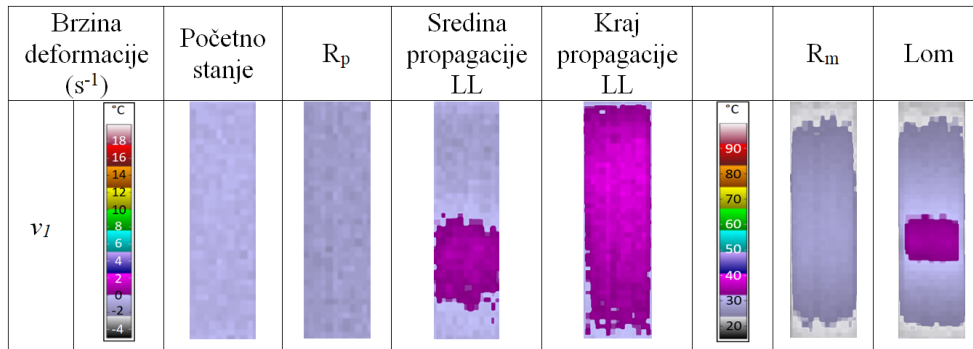 Brzina deformacije (s-1)
Početno stanje
Rp
Sredina propagacije LL
Kraj propagacije LL
Rm
Lom
v1
°C
18
16
14
12
10
8
6
4
2
0
-2
-4
°C
90
80
70
60
50
40
30
20